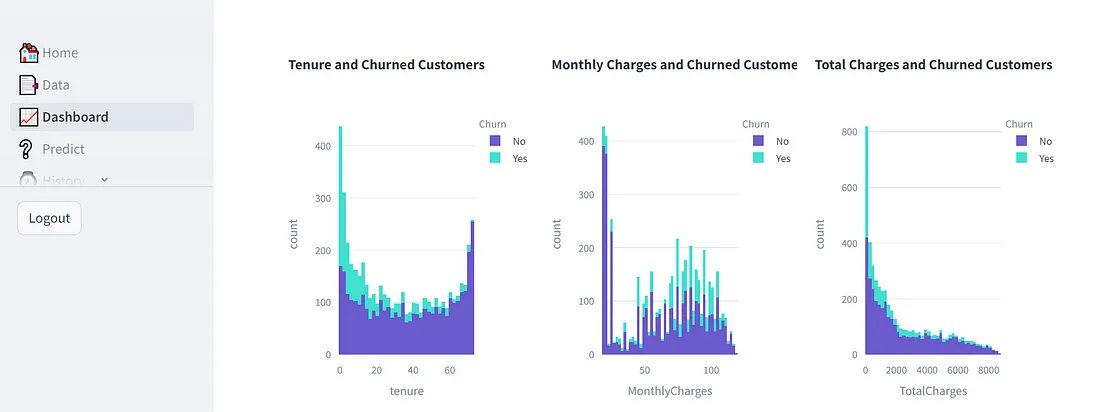 Home
Data
Dashboard
Predict
History
Logout
Tenure and Churned Customers
Churn
No
Yes
400
300
200
100
0
count
0 20 40 60
tenure
Monthly Charges and Churned Custome
Churn
No
Yes
400
300
200
100
0
count
50 100
MonthlyCharges
Total Charges and Churned Customers
Churn
No
Yes
800
600
400
200
0
count
0 2000 4000 6000 8000
TotalCharges